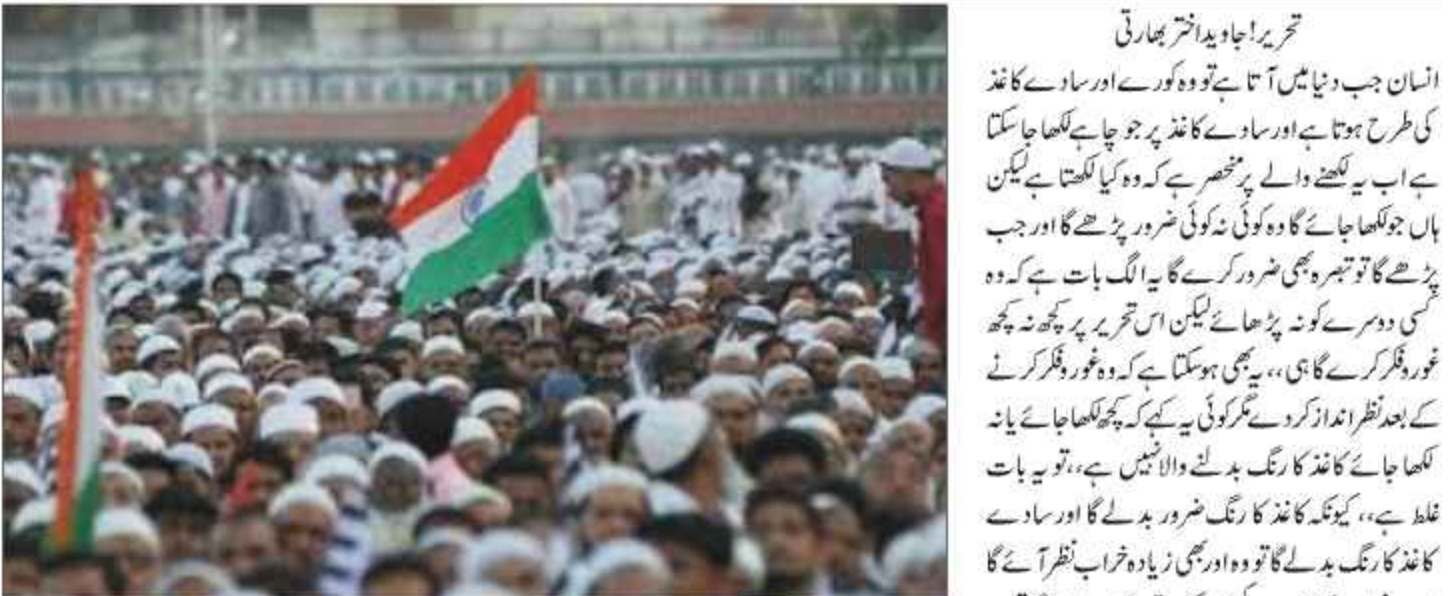 تحریر! جاوید اختر بھارتی
انسان جب دنیا میں آتا ہے تو وہ کورے اور سادے کاغذ
کی طرح ہوتا ہے اور سادے کاغذ پر جو چاہے لکھا جاسکتا
ہے اب یہ لکھنے والے پر منحصر ہے کہ وہ کیا لکھتا ہے لیکن
ہاں جو لکھا جائے گا وہ کوئی نہ کوئی ضرور پڑھے گا اور جب
پڑھے گا تو تبصرہ بھی ضرور کرے گا یہ الگ بات ہے کہ وہ
کسی دوسرے کو نہ پڑھائے لیکن اس تحریر پر کچھ نہ کچھ
غور و فکر کرے گا ہی،، یہ بھی ہوسکتا ہے کہ وہ غور و فکر کرنے
کے بعد نظر انداز کردے مگر کوئی یہ کہے کہ کچھ لکھا جائے یا نہ
لکھا جائے کاغذ کا رنگ بدلنے والا نہیں ہے،، تو یہ بات
غلط ہے،، کیونکہ کاغذ کا رنگ ضرور بدلے گا اور سادے
کاغذ کا رنگ بدلے گا تو وہ اور بھی زیادہ خراب نظر آئے گا